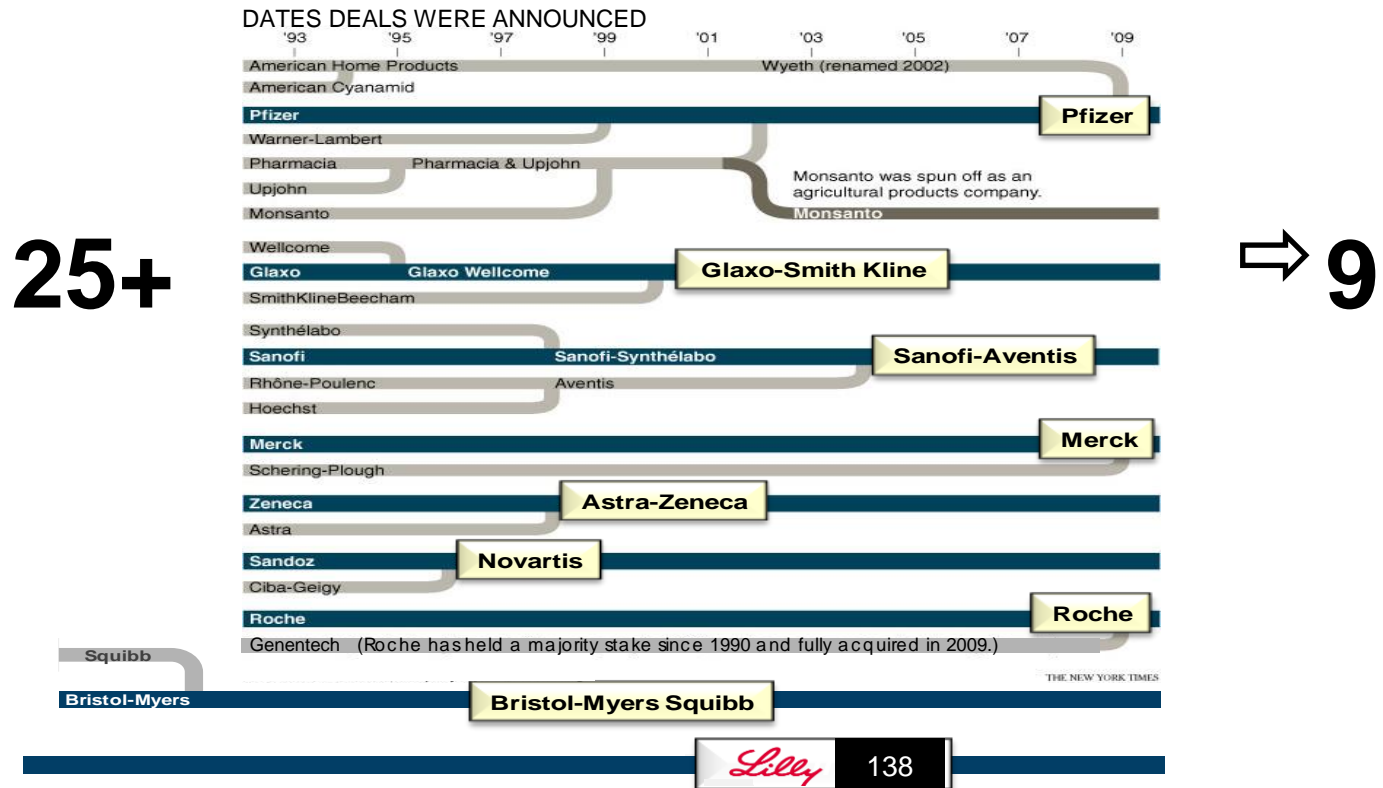 DATES DEALS WERE ANNOUNCED
'93 '95 '97 '99 '01 '03 '05 '07 '09
American Home Products Wyeth (renamed 2002)
American Cyanamid
Pfizer Pfizer
Warner-Lambert
Pharmacia Pharmacia & Upjohn
Monsanto was spun off as an
agricultural products company.
Upjohn
Monsanto Monsanto
25+
Wellcome
Glaxo Glaxo Wellcome Glaxo-Smith Kline
SmithKlineBeecham
⇨ 9
Synthélabo
Sanofi Sanofi-Synthélabo Sanofi-Aventis
Rhône-Poulenc Aventis
Hoechst
Merck Merck
Schering-Plough
Zeneca Astra-Zeneca
Astra
Sandoz Novartis
Ciba-Geigy
Roche Roche
Genentech (Roche has held a majority stake since 1990 and fully acquired in 2009.)
Squibb
THE NEW YORK TIMES
Bristol-Myers Bristol-Myers Squibb
Lilly 138